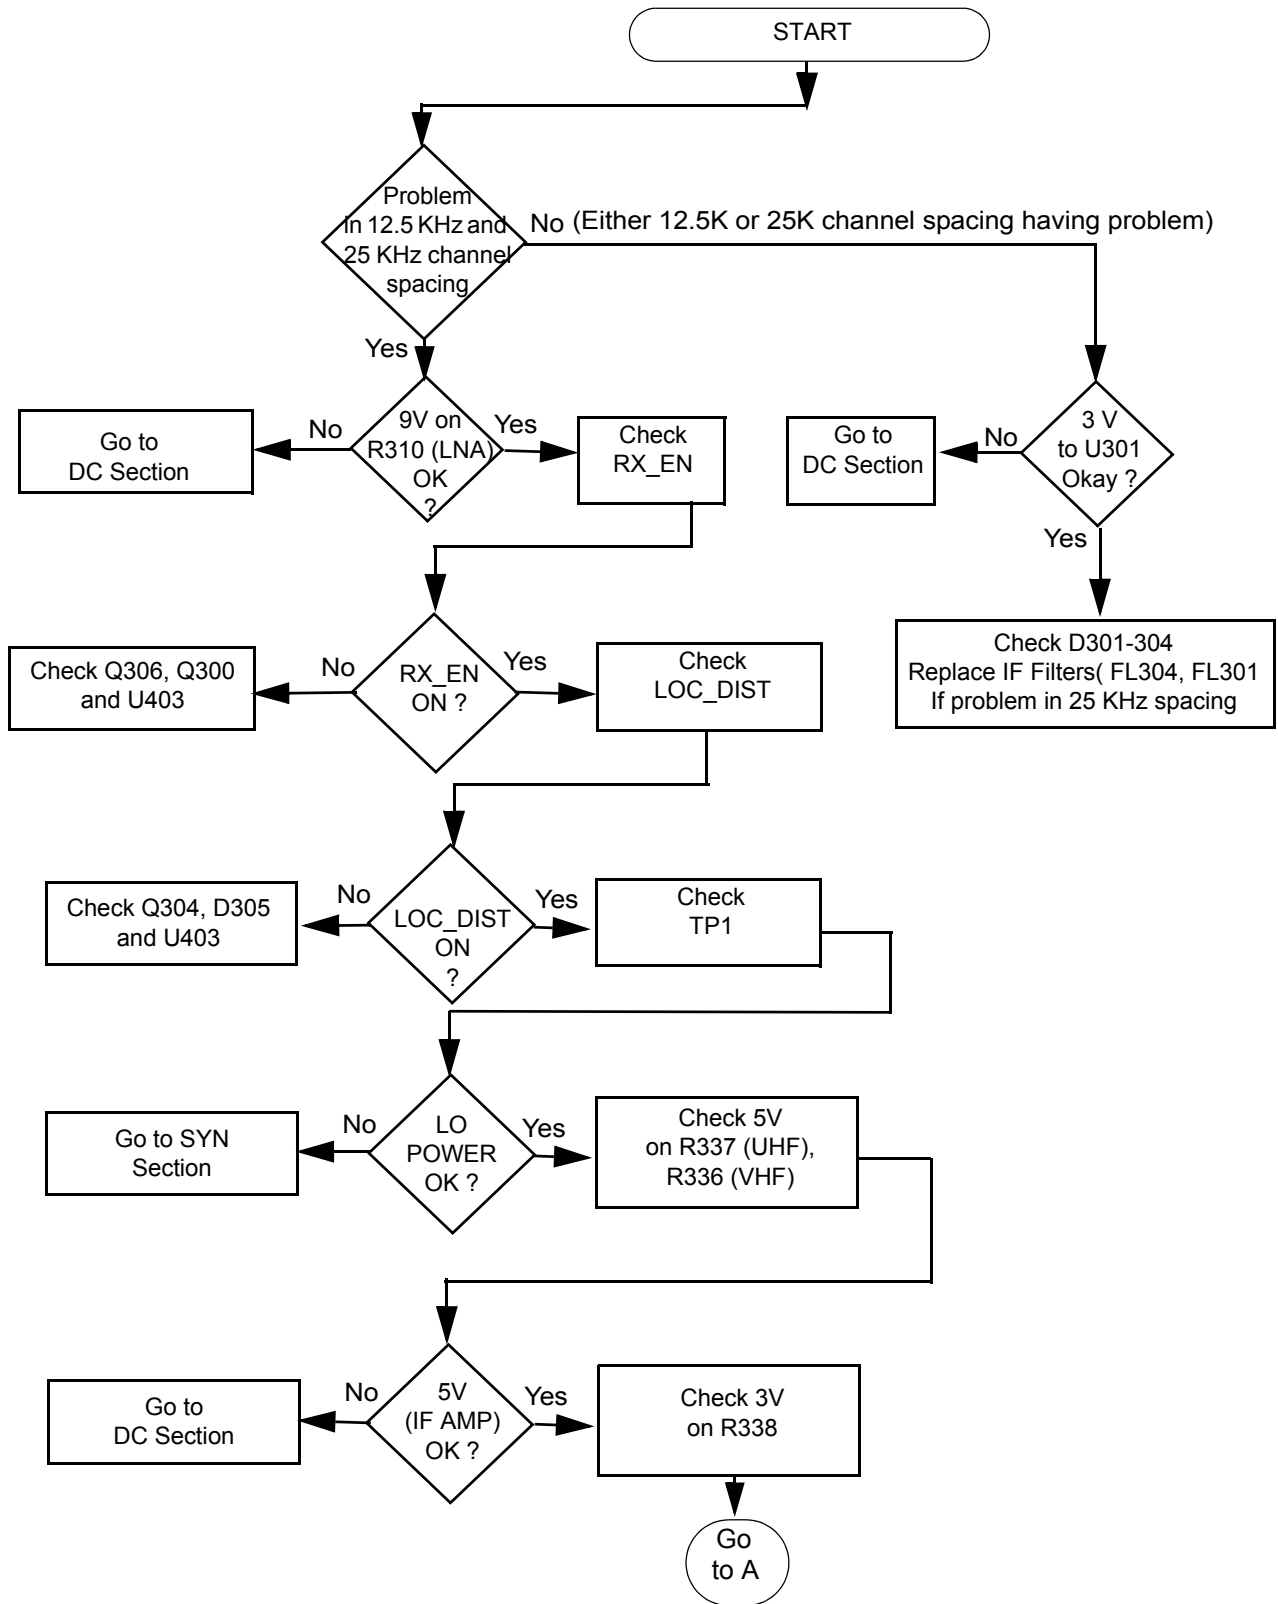 START
Problem
in 12.5 KHz and
25 KHz channel
spacing
No (Either 12.5K or 25K channel spacing having problem)
Yes
9V on
R310 (LNA)
OK
?
No
Go to
DC Section
Yes
Check
RX_EN
3 V
to U301
Okay ?
No
Go to
DC Section
Yes
Check D301-304
Replace IF Filters( FL304, FL301
If problem in 25 KHz spacing
RX_EN
ON ?
No
Check Q306, Q300
and U403
Yes
Check
LOC_DIST
LOC_DIST
ON
?
No
Check Q304, D305
and U403
Yes
Check
TP1
LO
POWER
OK ?
No
Go to SYN
Section
Yes
Check 5V
on R337 (UHF),
R336 (VHF)
5V
(IF AMP)
OK ?
No
Go to
DC Section
Yes
Check 3V
on R338
Go
to A